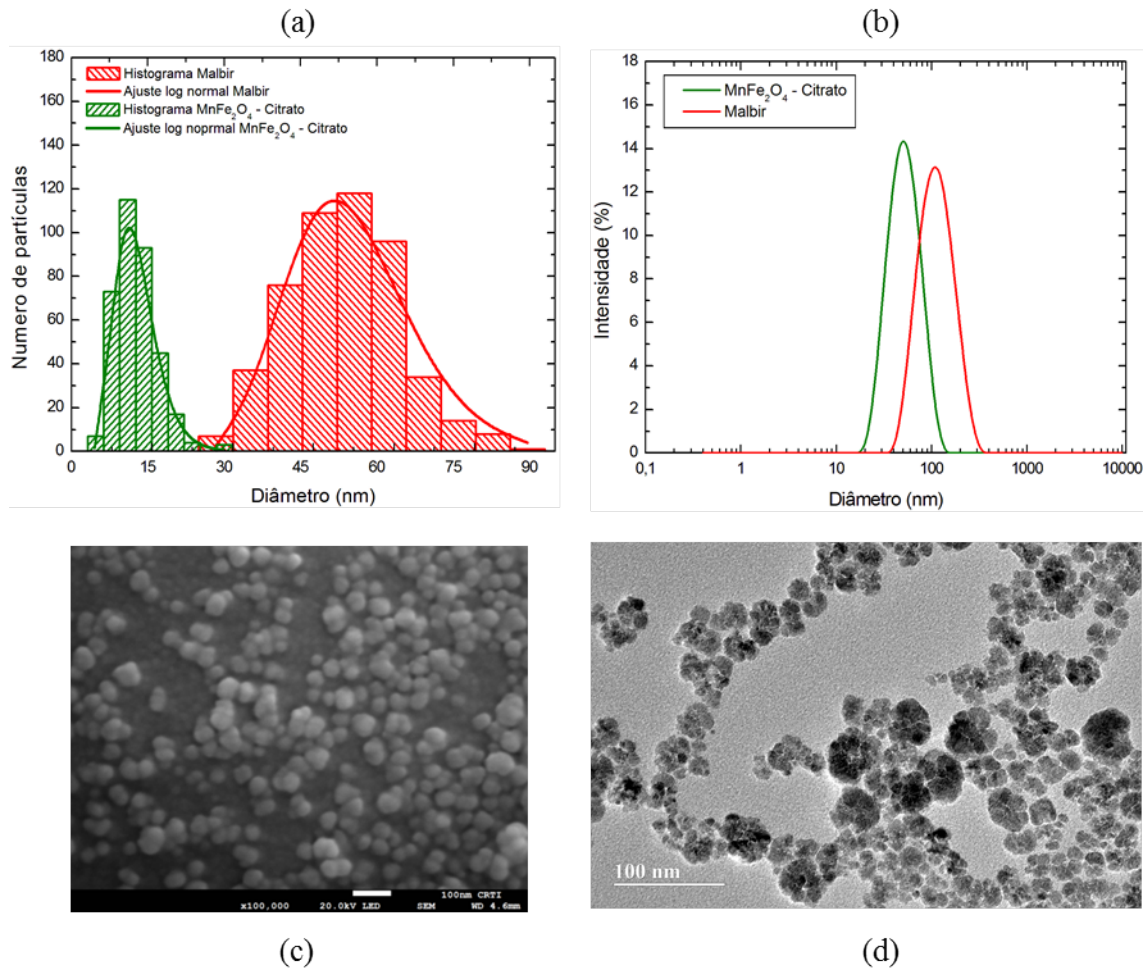 (a)
(b)
Histograma Malbir
Ajuste log normal Malbir
Histograma MnFe₂O₄ - Citrato
Ajuste log noprmal MnFe₂O₄ - Citrato
180
160
140
120
100
80
60
40
20
0
Numero de partículas
0 15 30 45 60 75 90
Diâmetro (nm)
MnFe₂O₄ - Citrato
Malbir
18
16
14
12
10
8
6
4
2
0
Intensidade (%)
0,1 1 10 100 1000 10000
Diâmetro (nm)
100nm CRTI
x100,000 20.0kV LED SEM WD 4.6mm
100 nm
(c)
(d)